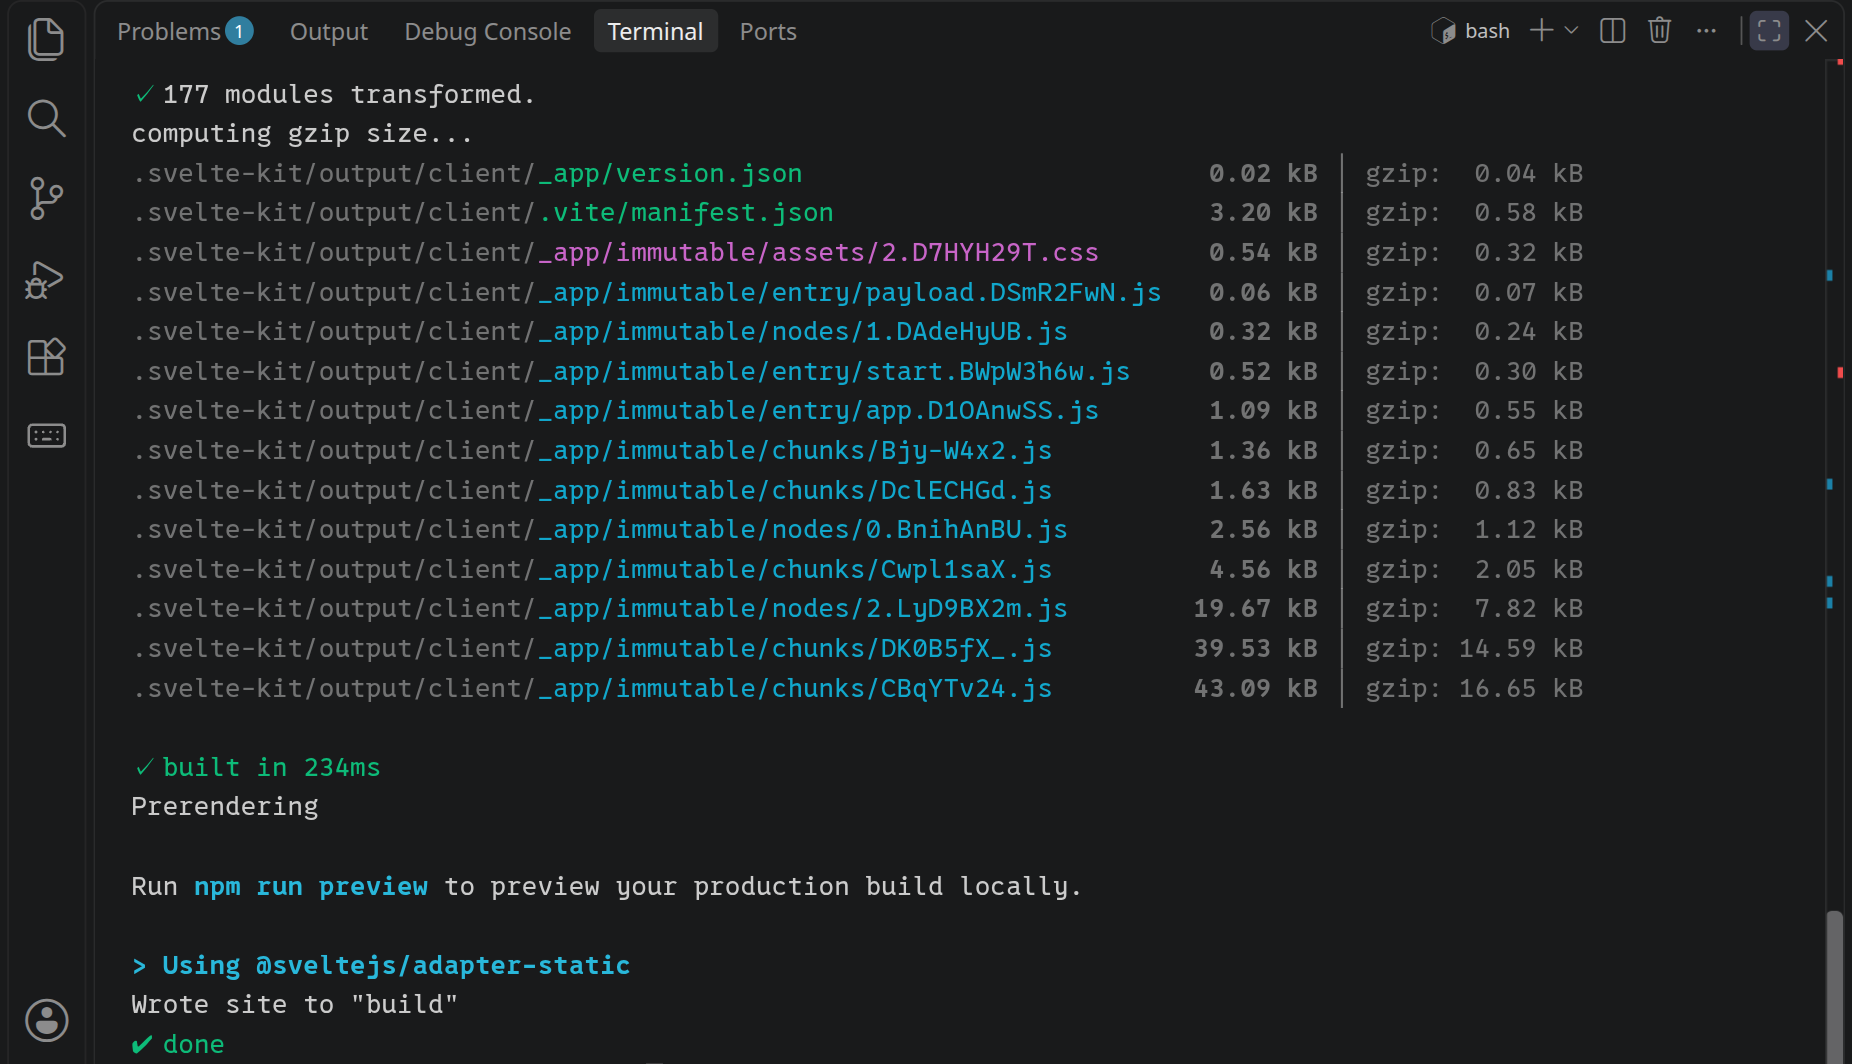 Problems 1 Output Debug Console Terminal Ports bash
✓ 177 modules transformed.
computing gzip size...
.svelte-kit/output/client/_app/version.json 0.02 kB │ gzip: 0.04 kB
.svelte-kit/output/client/.vite/manifest.json 3.20 kB │ gzip: 0.58 kB
.svelte-kit/output/client/_app/immutable/assets/2.D7HYH29T.css 0.54 kB │ gzip: 0.32 kB
.svelte-kit/output/client/_app/immutable/entry/payload.DSmR2FwN.js 0.06 kB │ gzip: 0.07 kB
.svelte-kit/output/client/_app/immutable/nodes/1.DAdeHyUB.js 0.32 kB │ gzip: 0.24 kB
.svelte-kit/output/client/_app/immutable/entry/start.BWpW3h6w.js 0.52 kB │ gzip: 0.30 kB
.svelte-kit/output/client/_app/immutable/entry/app.D1OAnwSS.js 1.09 kB │ gzip: 0.55 kB
.svelte-kit/output/client/_app/immutable/chunks/Bjy-W4x2.js 1.36 kB │ gzip: 0.65 kB
.svelte-kit/output/client/_app/immutable/chunks/DclECHGd.js 1.63 kB │ gzip: 0.83 kB
.svelte-kit/output/client/_app/immutable/nodes/0.BnihAnBU.js 2.56 kB │ gzip: 1.12 kB
.svelte-kit/output/client/_app/immutable/chunks/Cwpl1saX.js 4.56 kB │ gzip: 2.05 kB
.svelte-kit/output/client/_app/immutable/nodes/2.LyD9BX2m.js 19.67 kB │ gzip: 7.82 kB
.svelte-kit/output/client/_app/immutable/chunks/DK0B5fX_.js 39.53 kB │ gzip: 14.59 kB
.svelte-kit/output/client/_app/immutable/chunks/CBqYTv24.js 43.09 kB │ gzip: 16.65 kB
✓ built in 234ms
Prerendering
Run npm run preview to preview your production build locally.
> Using @sveltejs/adapter-static
Wrote site to "build"
✔ done